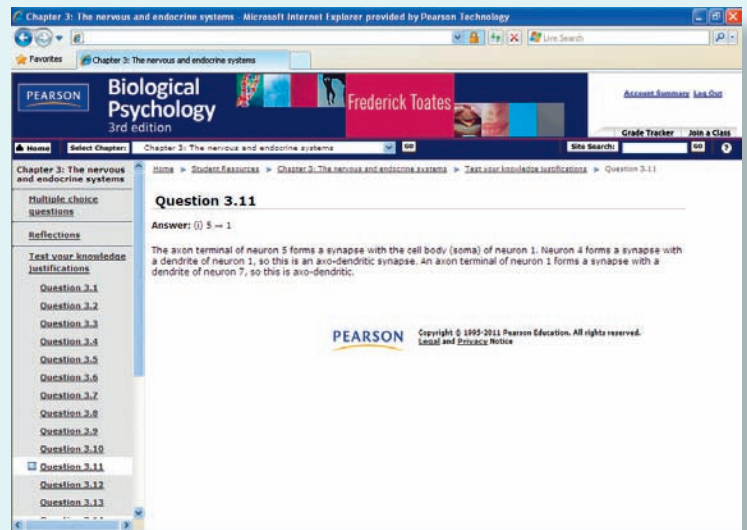 Chapter 3: The nervous and endocrine systems - Microsoft Internet Explorer provided by Pearson Technology
Live Search
Favorites
Chapter 3: The nervous and endocrine systems
PEARSON
Biological
Psychology
3rd edition
Frederick Toates
Account Summary Log Out
Grade Tracker Join a Class
Home Select Chapter: Chapter 3: The nervous and endocrine systems GO Site Search: GO ?
Chapter 3: The nervous
and endocrine systems
Multiple choice
questions
Reflections
Test your knowledge
justifications
Question 3.1
Question 3.2
Question 3.3
Question 3.4
Question 3.5
Question 3.6
Question 3.7
Question 3.8
Question 3.9
Question 3.10
Question 3.11
Question 3.12
Question 3.13
Home > Student Resources > Chapter 3: The nervous and endocrine systems > Test your knowledge justifications > Question 3.11
Question 3.11
Answer: (i) 5 → 1
The axon terminal of neuron 5 forms a synapse with the cell body (soma) of neuron 1. Neuron 4 forms a synapse with
a dendrite of neuron 1, so this is an axo-dendritic synapse. An axon terminal of neuron 1 forms a synapse with a
dendrite of neuron 7, so this is axo-dendritic.
PEARSON
Copyright © 1995-2011 Pearson Education. All rights reserved.
Legal and Privacy Notice